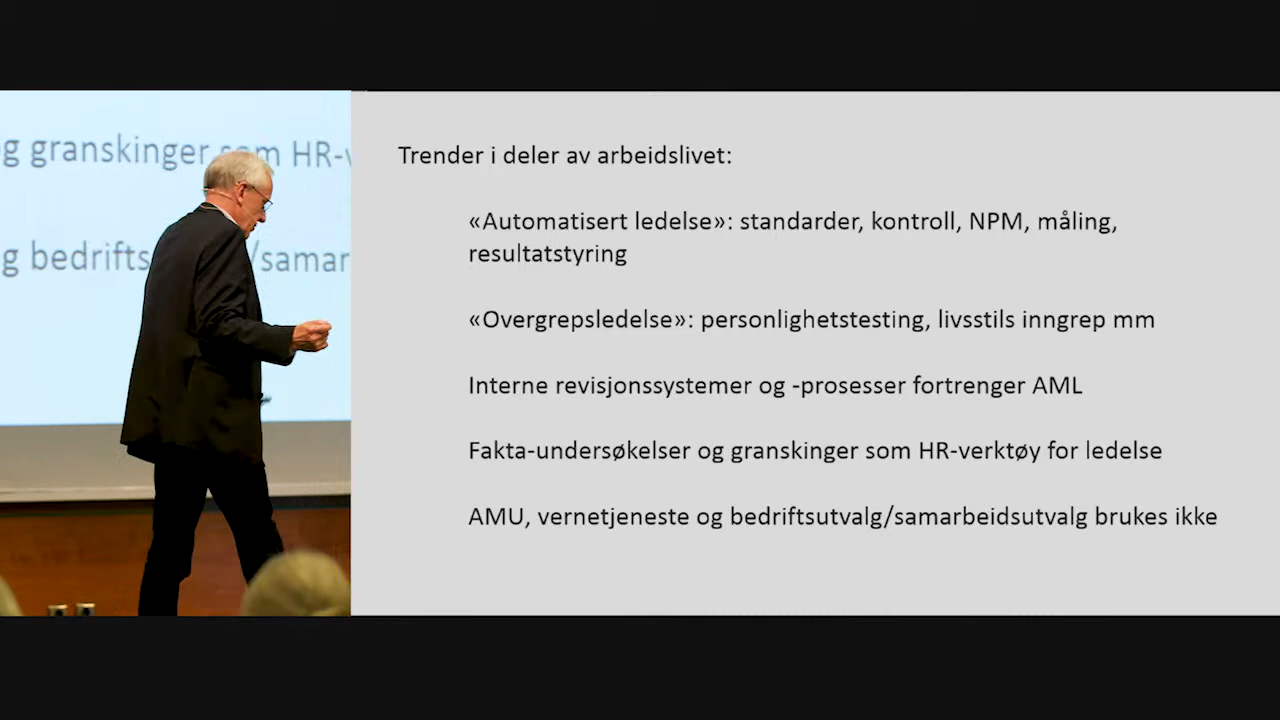 g granskinger som HR-v
g bedrifts /samar
Trender i deler av arbeidslivet:
«Automatisert ledelse»: standarder, kontroll, NPM, måling,
resultatstyring
«Overgrepsledelse»: personlighetstesting, livsstils inngrep mm
Interne revisjonssystemer og -prosesser fortrenger AML
Fakta-undersøkelser og granskinger som HR-verktøy for ledelse
AMU, vernetjeneste og bedriftsutvalg/samarbeidsutvalg brukes ikke